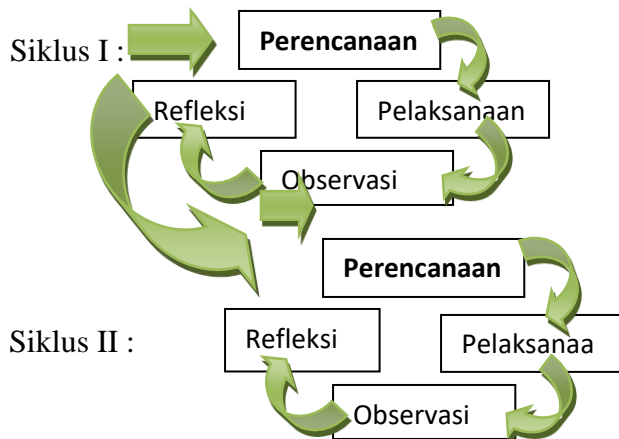 Siklus I :
Perencanaan
Refleksi
Pelaksanaan
Observasi
Perencanaan
Siklus II :
Refleksi
Pelaksanaa
Observasi